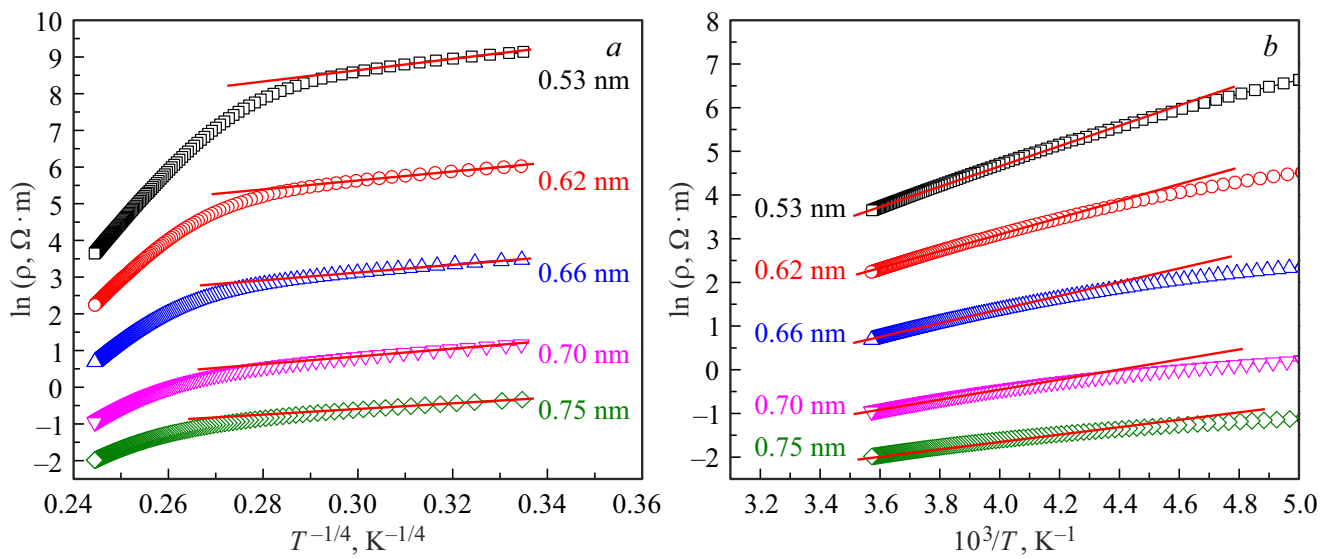 10
9
8
7
6
5
4
3
2
1
0
–1
–2
ln (ρ, Ω · m)
a
0.53 nm
0.62 nm
0.66 nm
0.70 nm
0.75 nm
0.24 0.26 0.28 0.30 0.32 0.34 0.36
T –1/4, K–1/4
8
7
6
5
4
3
2
1
0
–1
–2
ln (ρ, Ω · m)
b
0.53 nm
0.62 nm
0.66 nm
0.70 nm
0.75 nm
3.2 3.4 3.6 3.8 4.0 4.2 4.4 4.6 4.8 5.0
10³/T, K–1